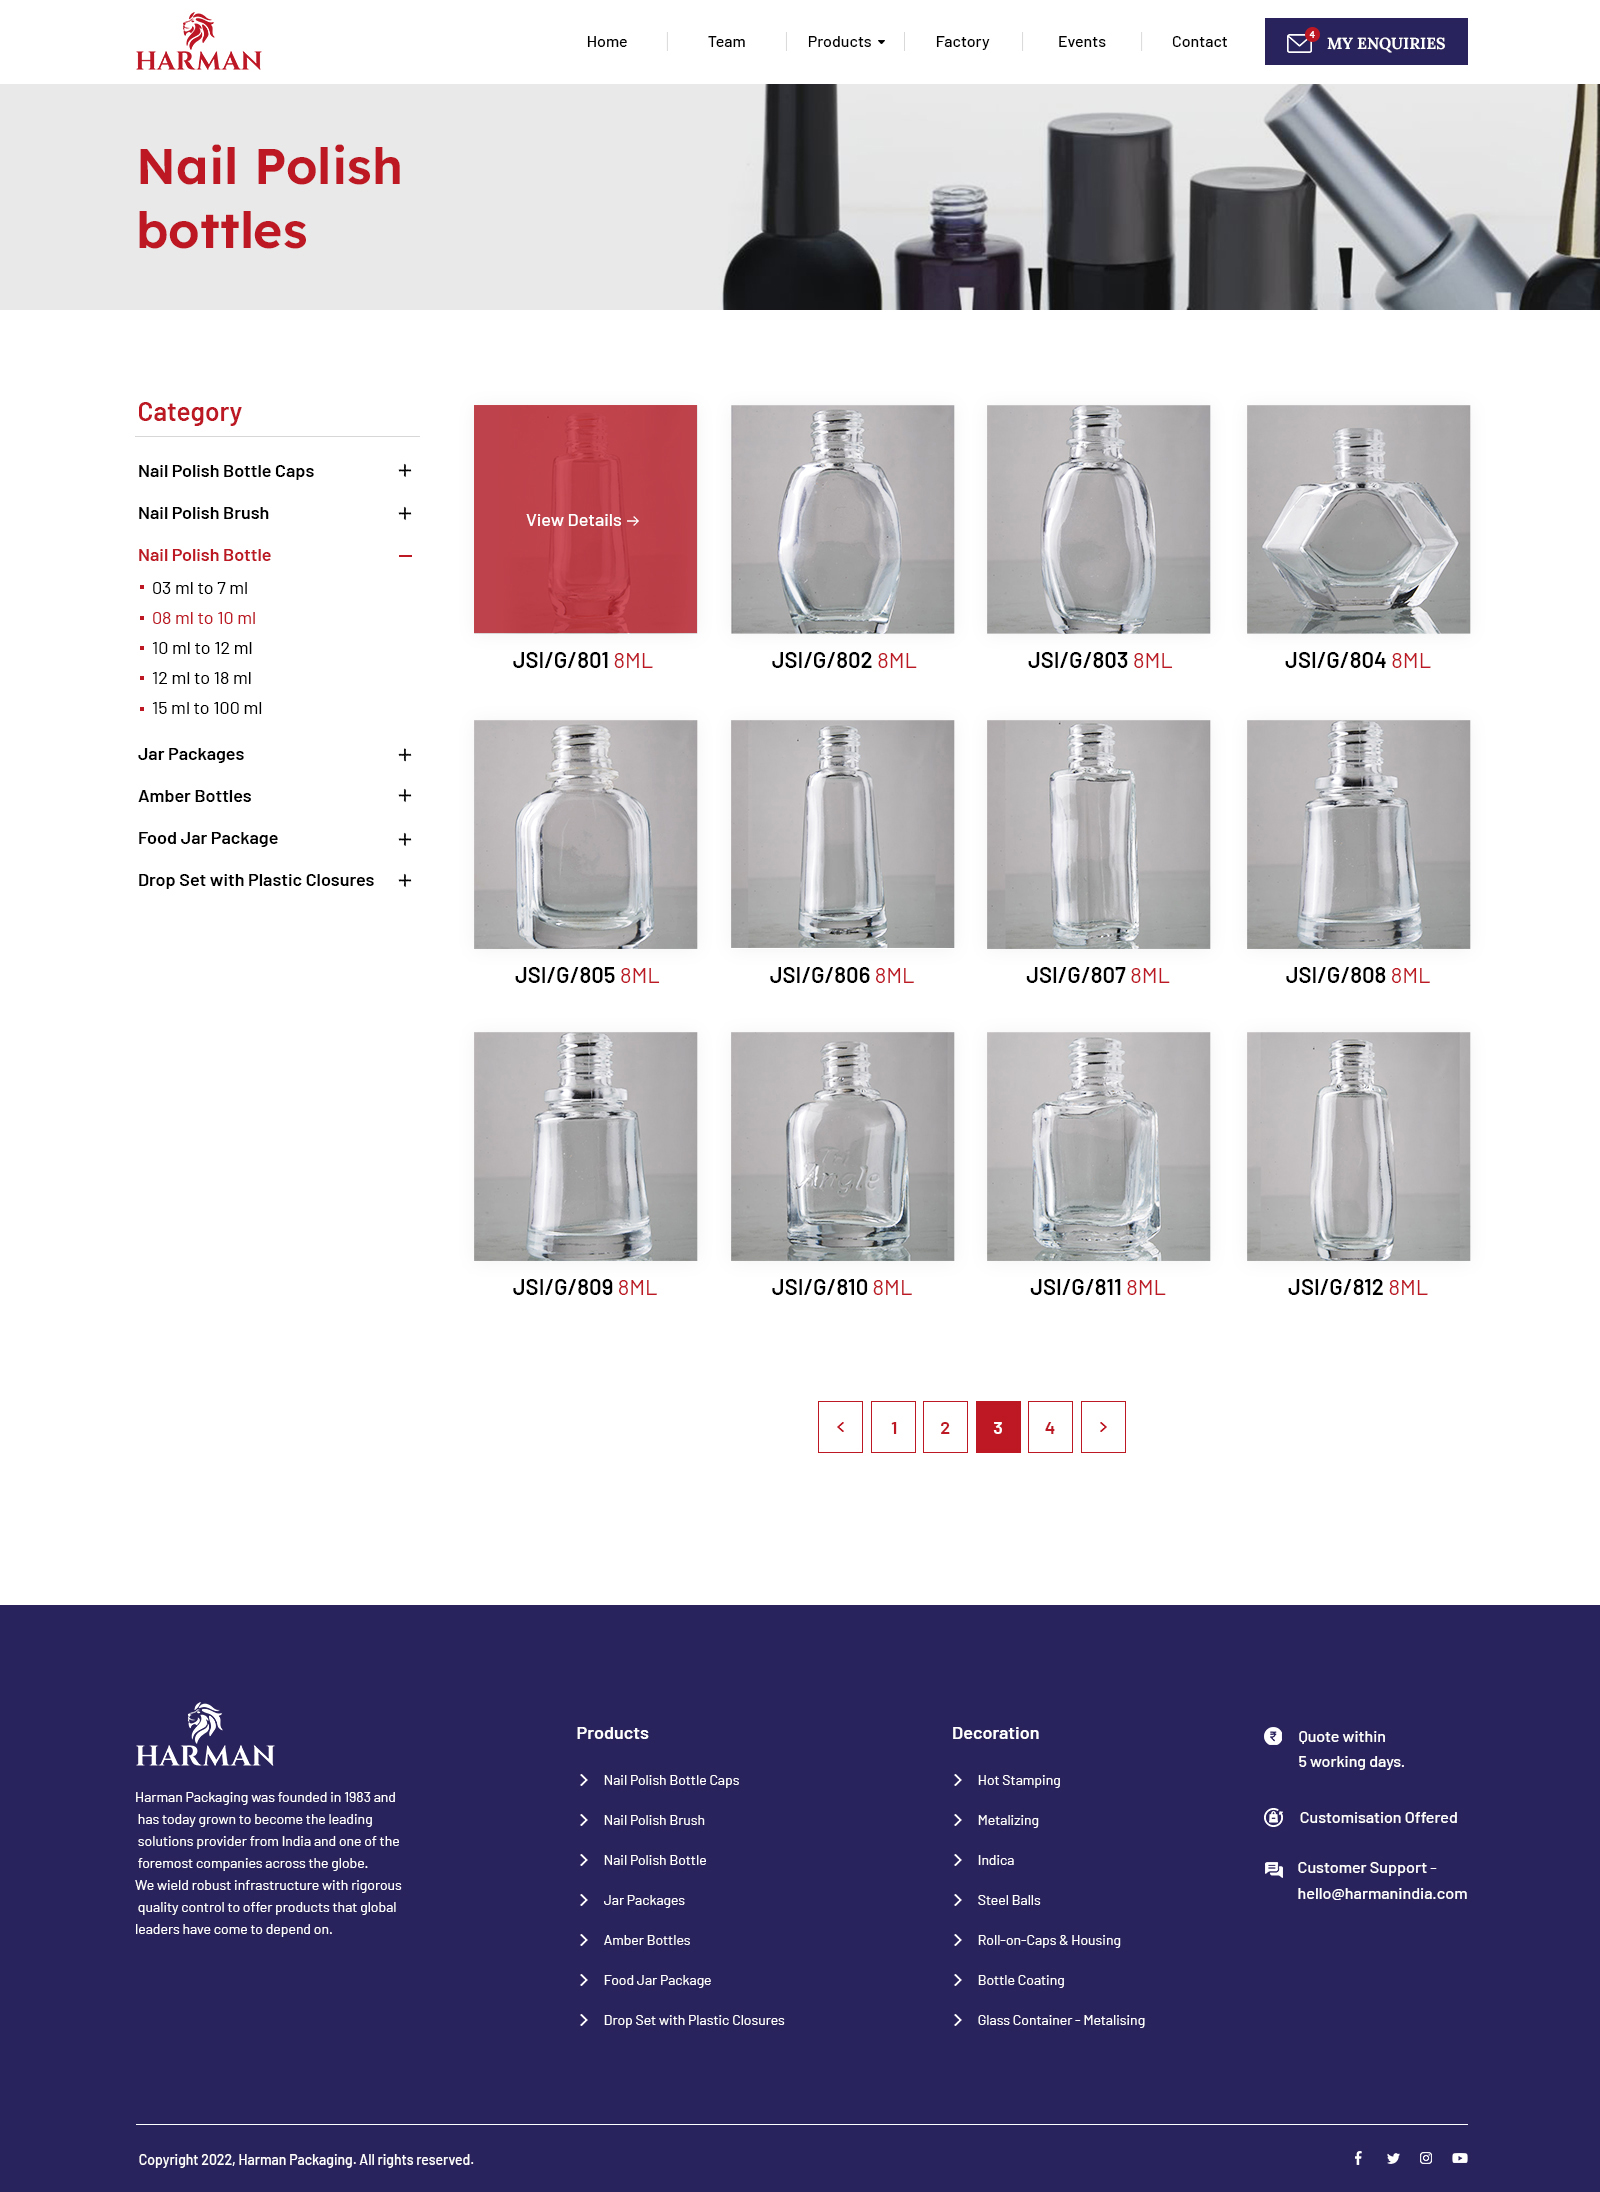 HARMAN
Home
Team
Products
Factory
Events
Contact
4
MY ENQUIRIES
Nail Polish
bottles
Category
Nail Polish Bottle Caps
Nail Polish Brush
Nail Polish Bottle
03 ml to 7 ml
08 ml to 10 ml
10 ml to 12 ml
12 ml to 18 ml
15 ml to 100 ml
Jar Packages
Amber Bottles
Food Jar Package
Drop Set with Plastic Closures
View Details →
JSI/G/801 8ML
JSI/G/802 8ML
JSI/G/803 8ML
JSI/G/804 8ML
JSI/G/805 8ML
JSI/G/806 8ML
JSI/G/807 8ML
JSI/G/808 8ML
Angle
JSI/G/809 8ML
JSI/G/810 8ML
JSI/G/811 8ML
JSI/G/812 8ML
< 1 2 3 4 >
HARMAN
Harman Packaging was founded in 1983 and
has today grown to become the leading
solutions provider from India and one of the
foremost companies across the globe.
We wield robust infrastructure with rigorous
quality control to offer products that global
leaders have come to depend on.
Products
Nail Polish Bottle Caps
Nail Polish Brush
Nail Polish Bottle
Jar Packages
Amber Bottles
Food Jar Package
Drop Set with Plastic Closures
Decoration
Hot Stamping
Metalizing
Indica
Steel Balls
Roll-on-Caps & Housing
Bottle Coating
Glass Container - Metalising
Quote within
5 working days.
Customisation Offered
Customer Support -
hello@harmanindia.com
Copyright 2022, Harman Packaging. All rights reserved.